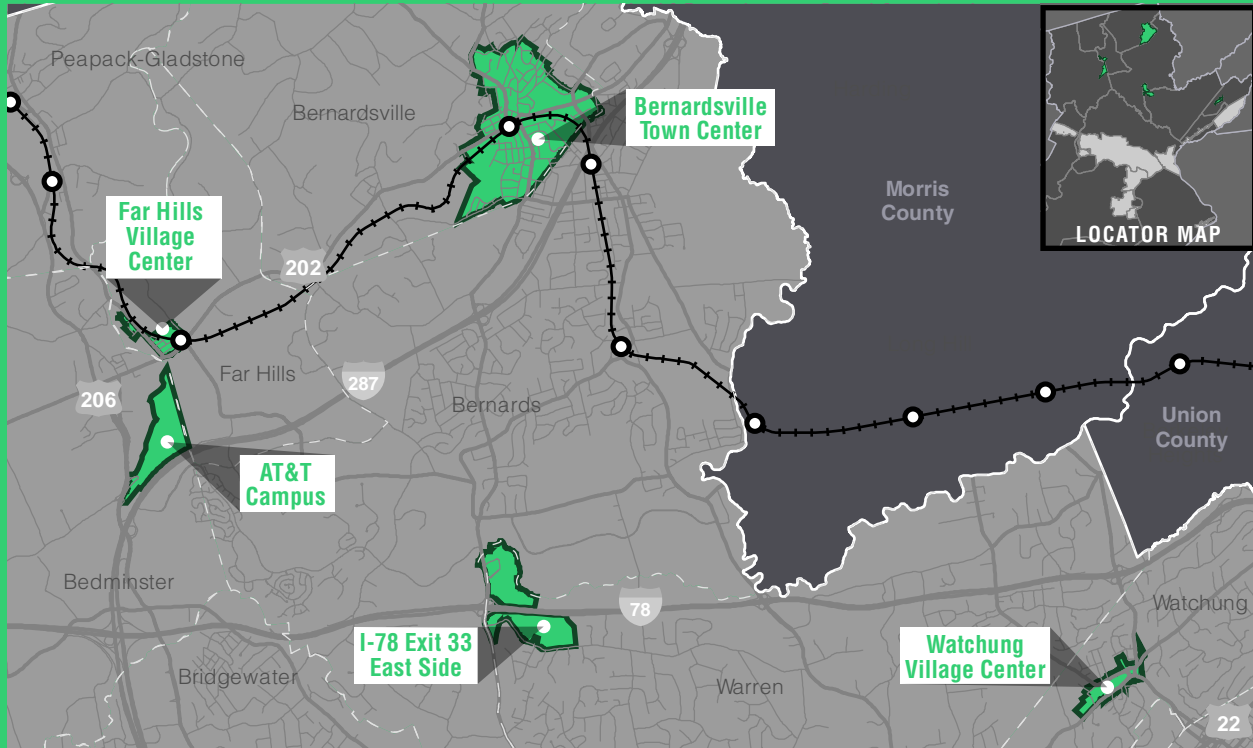 Peapack-Gladstone
Bernardsville
Bernardsville
Town Center
Morris
County
LOCATOR MAP
Far Hills
Village
Center
202
Far Hills
287
206
Bernards
Union
County
AT&T
Campus
Bedminster
78
Watchung
I-78 Exit 33
East Side
Watchung
Village Center
Bridgewater
Warren
22